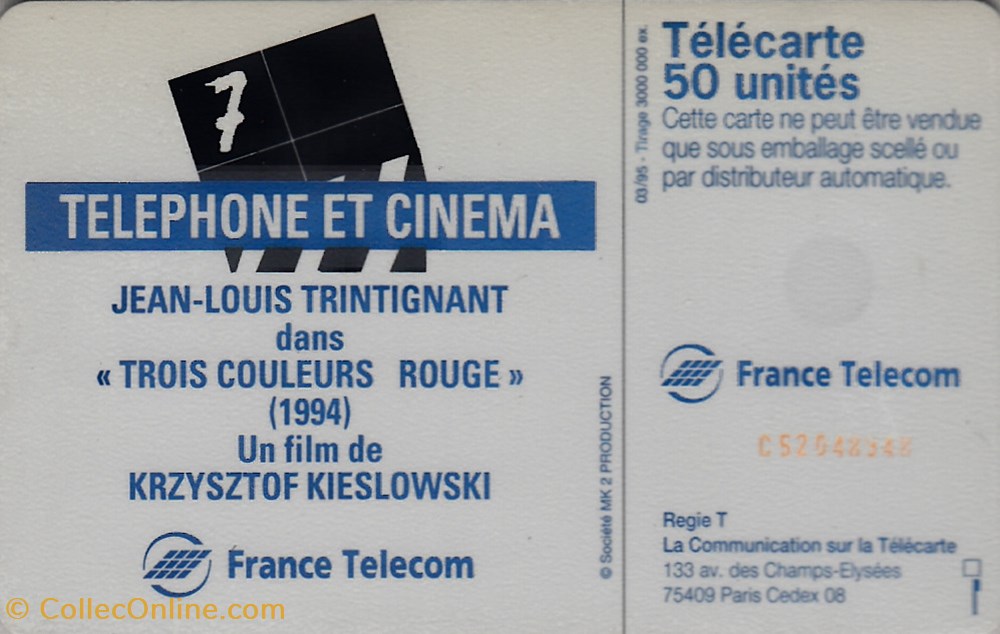 7
TELEPHONE ET CINEMA
JEAN-LOUIS TRINTIGNANT
dans
« TROIS COULEURS ROUGE »
(1994)
Un film de
KRZYSZTOF KIESLOWSKI
France Telecom
© Société MK 2 PRODUCTION
03/95 - Tirage 3000 000 ex.
Télécarte
50 unités
Cette carte ne peut être vendue
que sous emballage scellé ou
par distributeur automatique.
France Telecom
Regie T
La Communication sur la Télécarte
133 av. des Champs-Elysées
75409 Paris Cedex 08
© CollecOnline.com